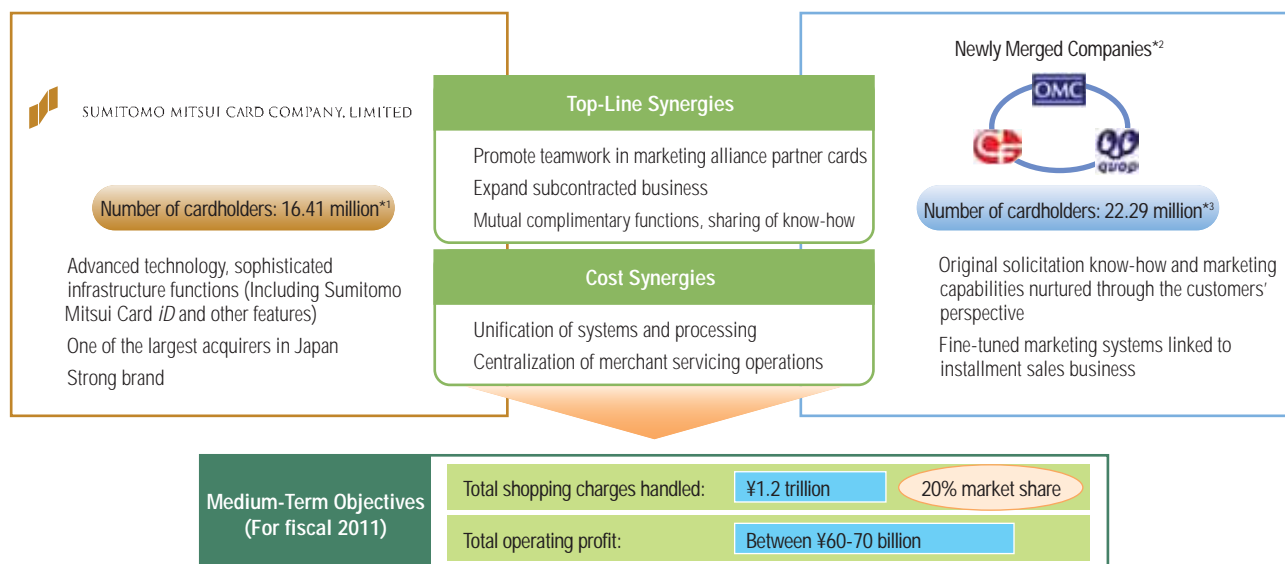 SUMITOMO MITSUI CARD COMPANY, LIMITED
Number of cardholders: 16.41 million*1
Advanced technology, sophisticated
infrastructure functions (Including Sumitomo
Mitsui Card iD and other features)
One of the largest acquirers in Japan
Strong brand
Top-Line Synergies
Promote teamwork in marketing alliance partner cards
Expand subcontracted business
Mutual complimentary functions, sharing of know-how
Cost Synergies
Unification of systems and processing
Centralization of merchant servicing operations
Newly Merged Companies*2
OMC
CF
QUOQ
Number of cardholders: 22.29 million*3
Original solicitation know-how and marketing
capabilities nurtured through the customers'
perspective
Fine-tuned marketing systems linked to
installment sales business
Medium-Term Objectives
(For fiscal 2011)
Total shopping charges handled:
¥1.2 trillion
20% market share
Total operating profit:
Between ¥60-70 billion